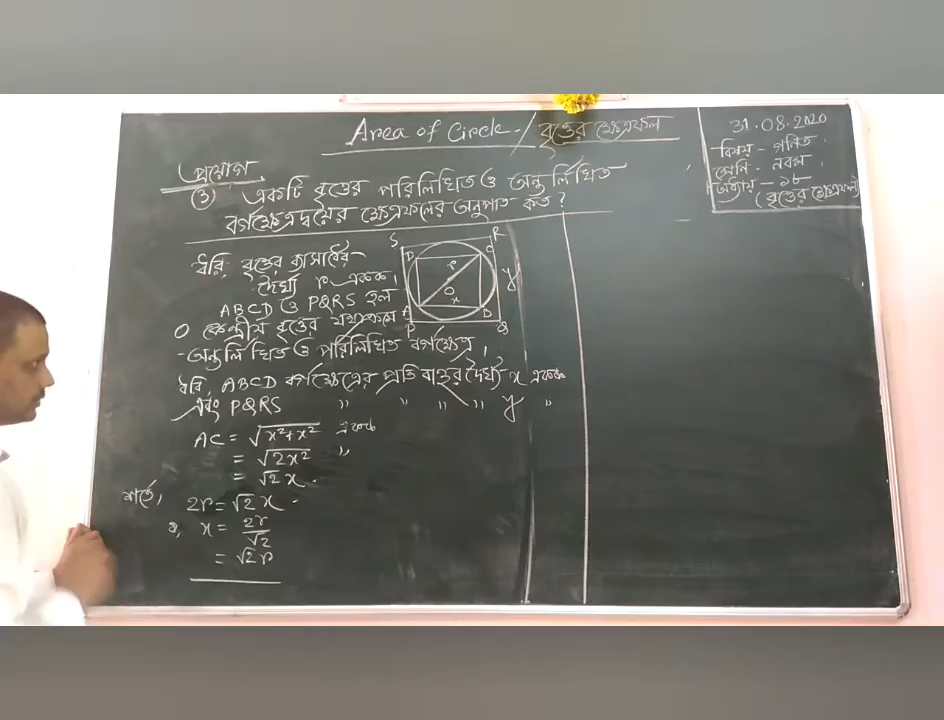 Area of Circle / বৃত্তের ক্ষেত্রফল
31.08.2020
বিষয় - গণিত
শ্রেণি - নবম
অধ্যায় - ১৮
(বৃত্তের ক্ষেত্রফল)
প্রয়োগ
(3) একটি বৃত্তের পরিলিখিত ও অন্তর্লিখিত
বর্গক্ষেত্রদ্বয়ের ক্ষেত্রফলের অনুপাত কত?
ধরি, বৃত্তের ব্যাসার্ধের
দৈর্ঘ্য r একক,
ABCD ও PQRS হল
O কেন্দ্রীয় বৃত্তের যথাক্রমে
অন্তর্লিখিত ও পরিলিখিত বর্গক্ষেত্র,
S R
D C
r
y
O
x
A D
P Q
ধরি, ABCD বর্গক্ষেত্রের প্রতি বাহুর দৈর্ঘ্য x একক
এবং PQRS " " " " y "
AC = √x²+x² একক
= √2x² "
= √2 x .
শর্তে,
2r = √2 x .
x = 2r/√2
= √2 r